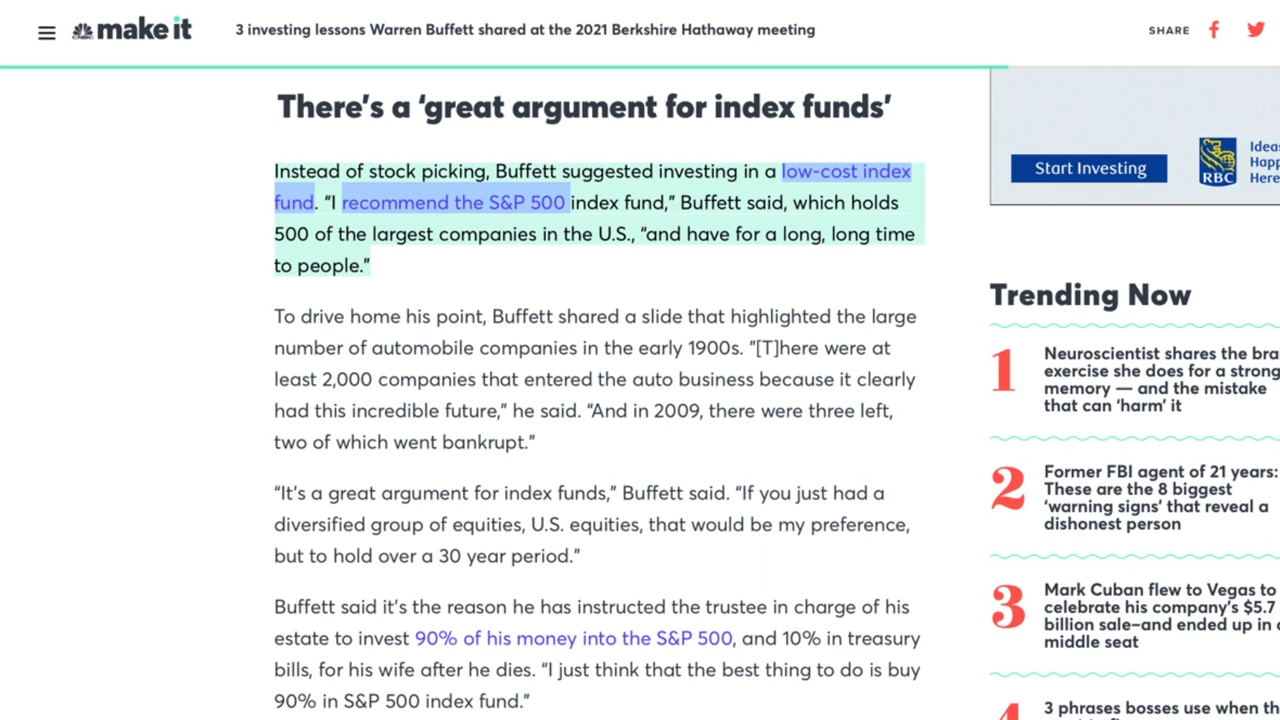 CNBC make it
3 investing lessons Warren Buffett shared at the 2021 Berkshire Hathaway meeting
SHARE
There's a ‘great argument for index funds’
Instead of stock picking, Buffett suggested investing in a low-cost index
fund. “I recommend the S&P 500 index fund,” Buffett said, which holds
500 of the largest companies in the U.S., “and have for a long, long time
to people.”
To drive home his point, Buffett shared a slide that highlighted the large
number of automobile companies in the early 1900s. ”[T]here were at
least 2,000 companies that entered the auto business because it clearly
had this incredible future,” he said. “And in 2009, there were three left,
two of which went bankrupt.”
“It's a great argument for index funds,” Buffett said. “If you just had a
diversified group of equities, U.S. equities, that would be my preference,
but to hold over a 30 year period.”
Buffett said it's the reason he has instructed the trustee in charge of his
estate to invest 90% of his money into the S&P 500, and 10% in treasury
bills, for his wife after he dies. “I just think that the best thing to do is buy
90% in S&P 500 index fund.”
Start Investing
RBC
Ideas
Happ
Here
Trending Now
1
Neuroscientist shares the bra
exercise she does for a strong
memory — and the mistake
that can ‘harm’ it
2
Former FBI agent of 21 years:
These are the 8 biggest
‘warning signs’ that reveal a
dishonest person
3
Mark Cuban flew to Vegas to
celebrate his company's $5.7
billion sale–and ended up in
middle seat
4
3 phrases bosses use when th